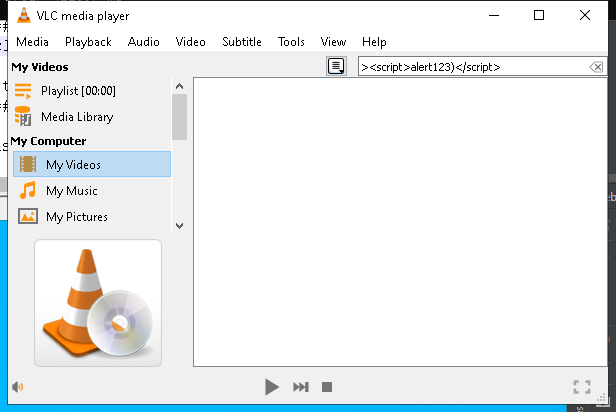 VLC media player
Media Playback Audio Video Subtitle Tools View Help
My Videos
><script>alert123)</script>
Playlist [00:00]
Media Library
My Computer
My Videos
My Music
My Pictures